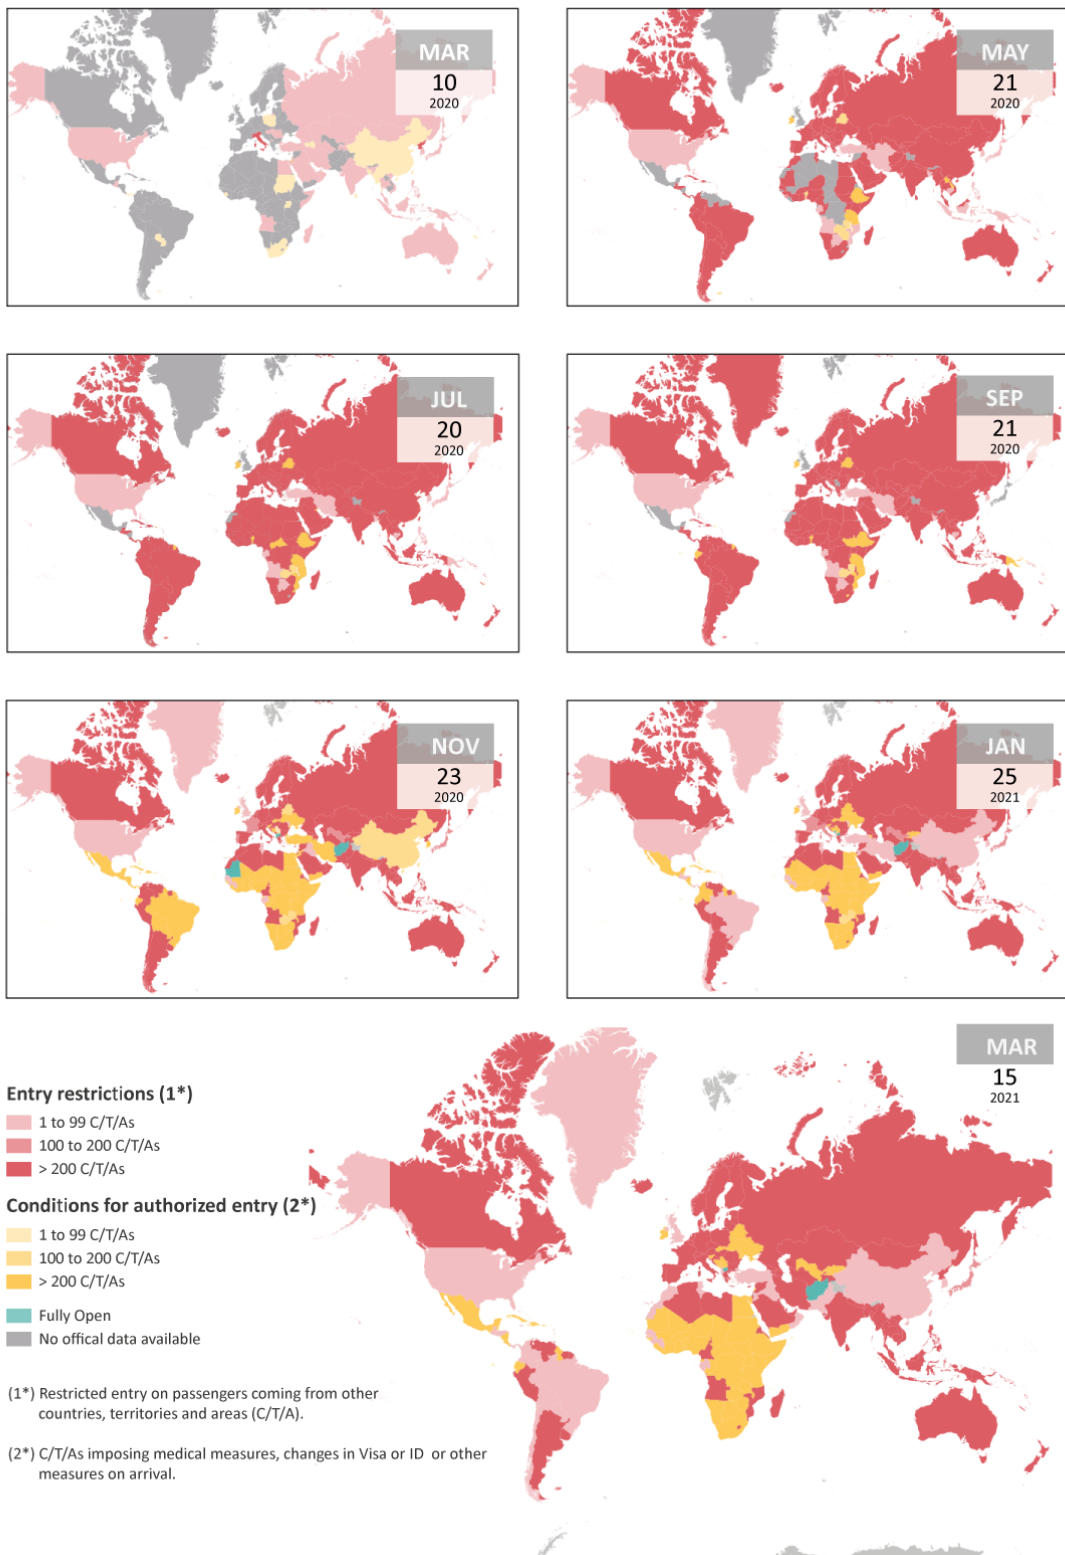 MAR
10
2020
MAY
21
2020
JUL
20
2020
SEP
21
2020
NOV
23
2020
JAN
25
2021
MAR
15
2021
Entry restrictions (1*)
1 to 99 C/T/As
100 to 200 C/T/As
> 200 C/T/As
Conditions for authorized entry (2*)
1 to 99 C/T/As
100 to 200 C/T/As
> 200 C/T/As
Fully Open
No offical data available
(1*) Restricted entry on passengers coming from other
countries, territories and areas (C/T/A).
(2*) C/T/As imposing medical measures, changes in Visa or ID or other
measures on arrival.